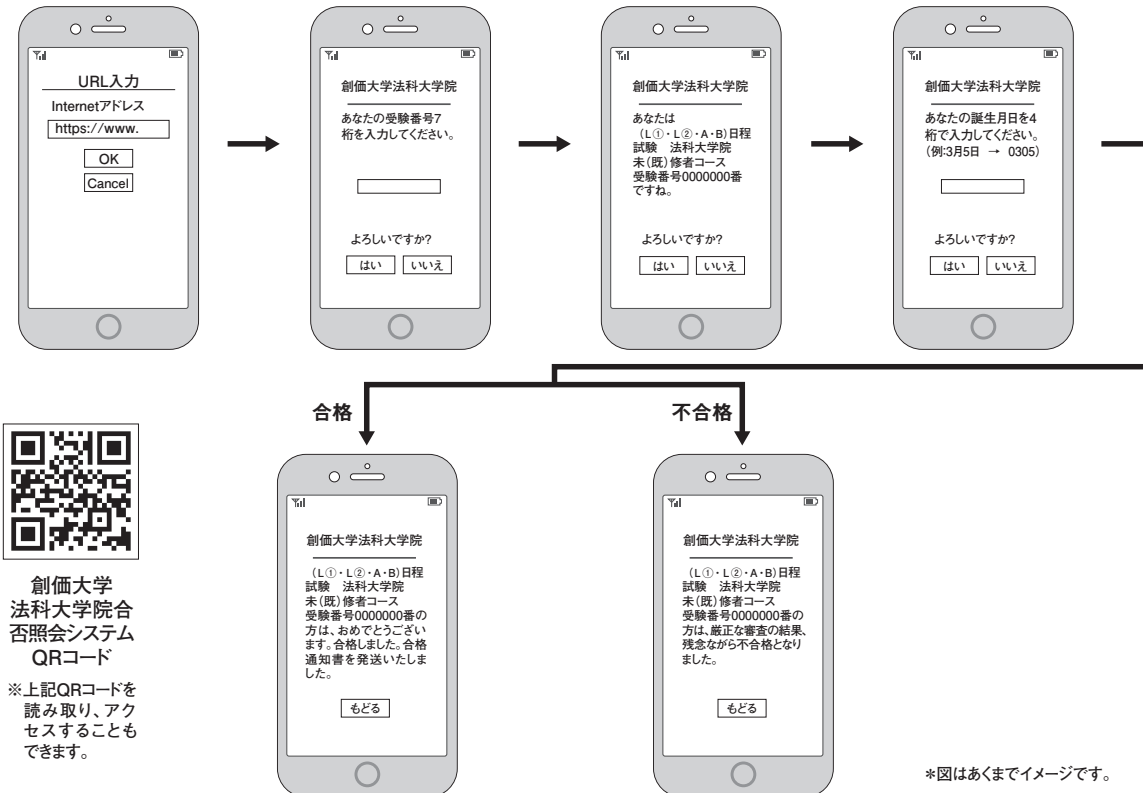 URL入力
Internetアドレス
https://www.
OK
Cancel
創価大学法科大学院
あなたの受験番号7
桁を入力してください。
よろしいですか?
はい いいえ
創価大学法科大学院
あなたは
(L①・L②・A・B)日程
試験 法科大学院
未(既)修者コース
受験番号0000000番
ですね。
よろしいですか?
はい いいえ
創価大学法科大学院
あなたの誕生月日を4
桁で入力してください。
(例:3月5日 → 0305)
よろしいですか?
はい いいえ
合格
不合格
創価大学
法科大学院合
否照会システム
QRコード
※上記QRコードを
読み取り、アク
セスすることも
できます。
創価大学法科大学院
(L①・L②・A・B)日程
試験 法科大学院
未(既)修者コース
受験番号0000000番の
方は、おめでとうござい
ます。合格しました。合格
通知書を発送いたしま
した。
もどる
創価大学法科大学院
(L①・L②・A・B)日程
試験 法科大学院
未(既)修者コース
受験番号0000000番の
方は、厳正な審査の結果、
残念ながら不合格となり
ました。
もどる
*図はあくまでイメージです。